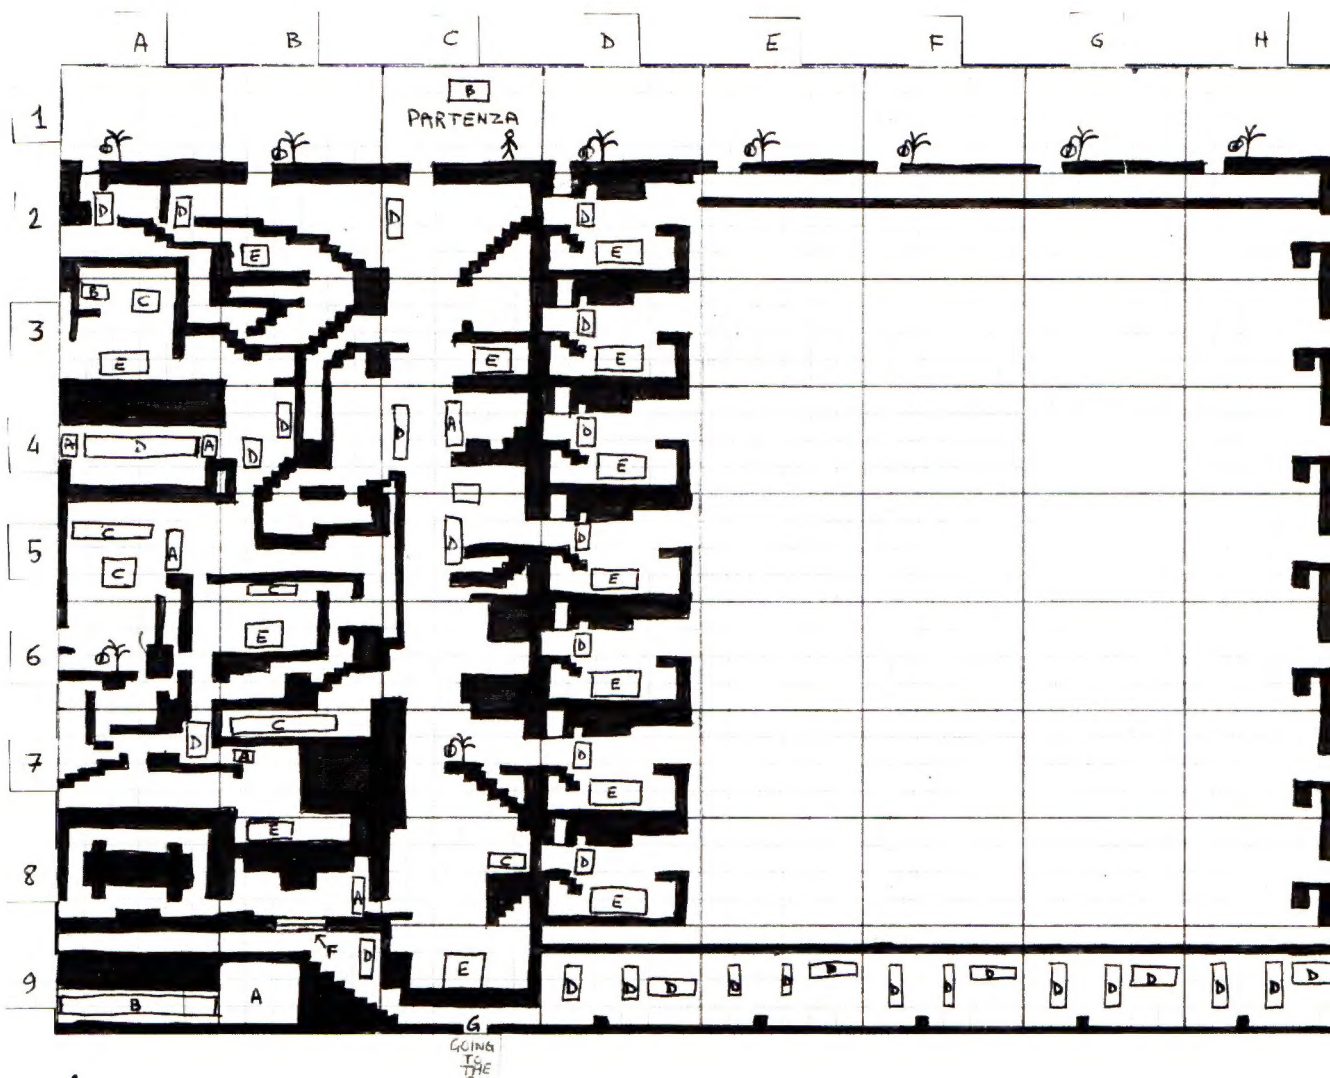 A B C D E F G H
B
1
PARTENZA
2 D D D D
E E
B C D
3
E E E
D D A D
4 A D A D E
C D
5 A D
C E
C
E D
6 E
C
D D
7 A
E
E
C D
8 A E
F
D
E D D D D D D D D D D D D D D D
9 B A
G
GOING
TO
THE